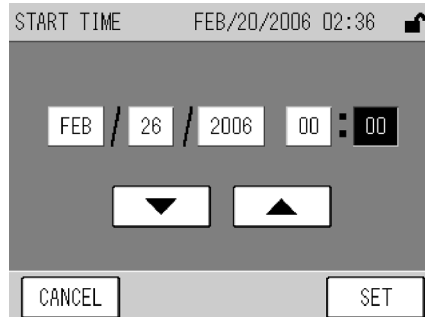 START TIME FEB/20/2006 02:36
FEB / 26 / 2006 00 : 00
CANCEL SET